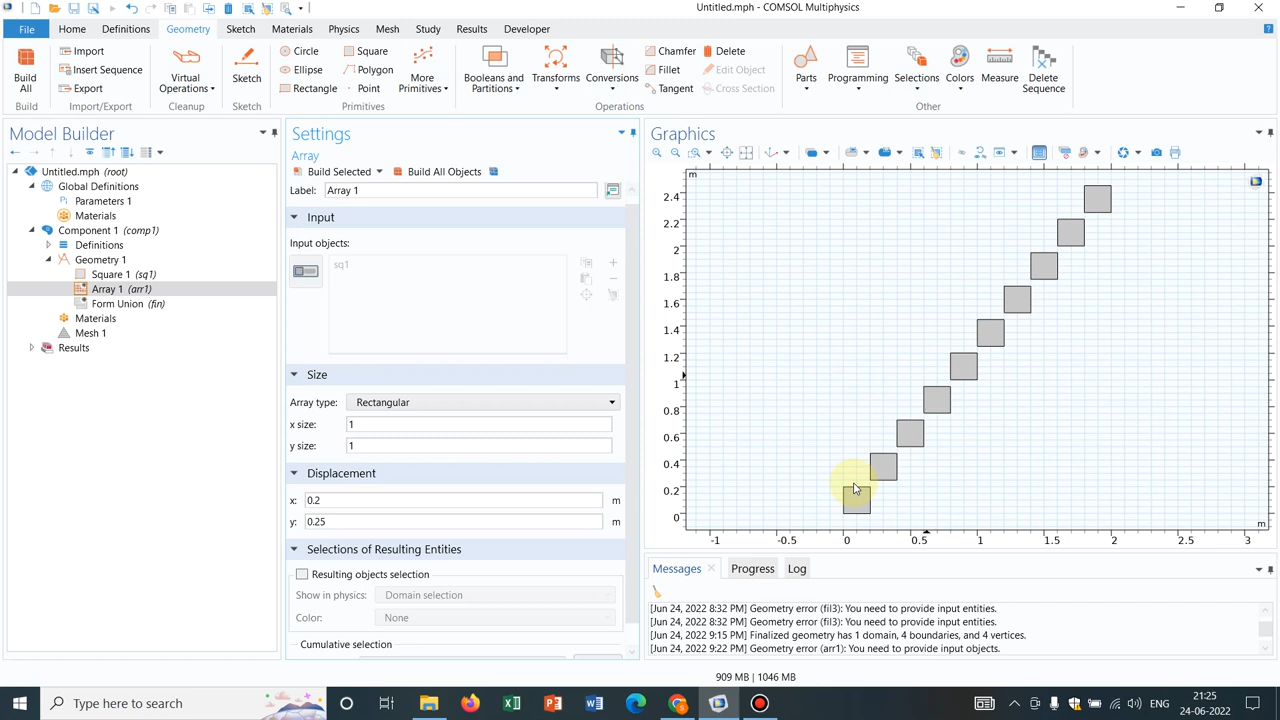 Untitled.mph - COMSOL Multiphysics
File Home Definitions Geometry Sketch Materials Physics Mesh Study Results Developer
Build All
Build
Import
Insert Sequence
Export
Import/Export
Virtual Operations
Cleanup
Sketch
Sketch
Circle Square
Ellipse Polygon
Rectangle Point
More Primitives
Primitives
Booleans and Partitions
Transforms
Conversions
Chamfer Delete
Fillet Edit Object
Tangent Cross Section
Operations
Parts
Programming
Selections
Colors
Measure
Delete Sequence
Other
Model Builder
Untitled.mph (root)
Global Definitions
Pi Parameters 1
Materials
Component 1 (comp1)
Definitions
Geometry 1
Square 1 (sq1)
Array 1 (arr1)
Form Union (fin)
Materials
Mesh 1
Results
Settings
Array
Build Selected Build All Objects
Label: Array 1
Input
Input objects:
sq1
Size
Array type: Rectangular
x size: 1
y size: 1
Displacement
x: 0.2 m
y: 0.25 m
Selections of Resulting Entities
Resulting objects selection
Show in physics: Domain selection
Color: None
Cumulative selection
Graphics
m
2.4
2.2
2
1.8
1.6
1.4
1.2
1
0.8
0.6
0.4
0.2
0
m
-1 -0.5 0 0.5 1 1.5 2 2.5 3
Messages Progress Log
[Jun 24, 2022 8:32 PM] Geometry error (fil3): You need to provide input entities.
[Jun 24, 2022 8:32 PM] Geometry error (fil3): You need to provide input entities.
[Jun 24, 2022 9:15 PM] Finalized geometry has 1 domain, 4 boundaries, and 4 vertices.
[Jun 24, 2022 9:22 PM] Geometry error (arr1): You need to provide input objects.
909 MB | 1046 MB
Type here to search
ENG
21:25
24-06-2022